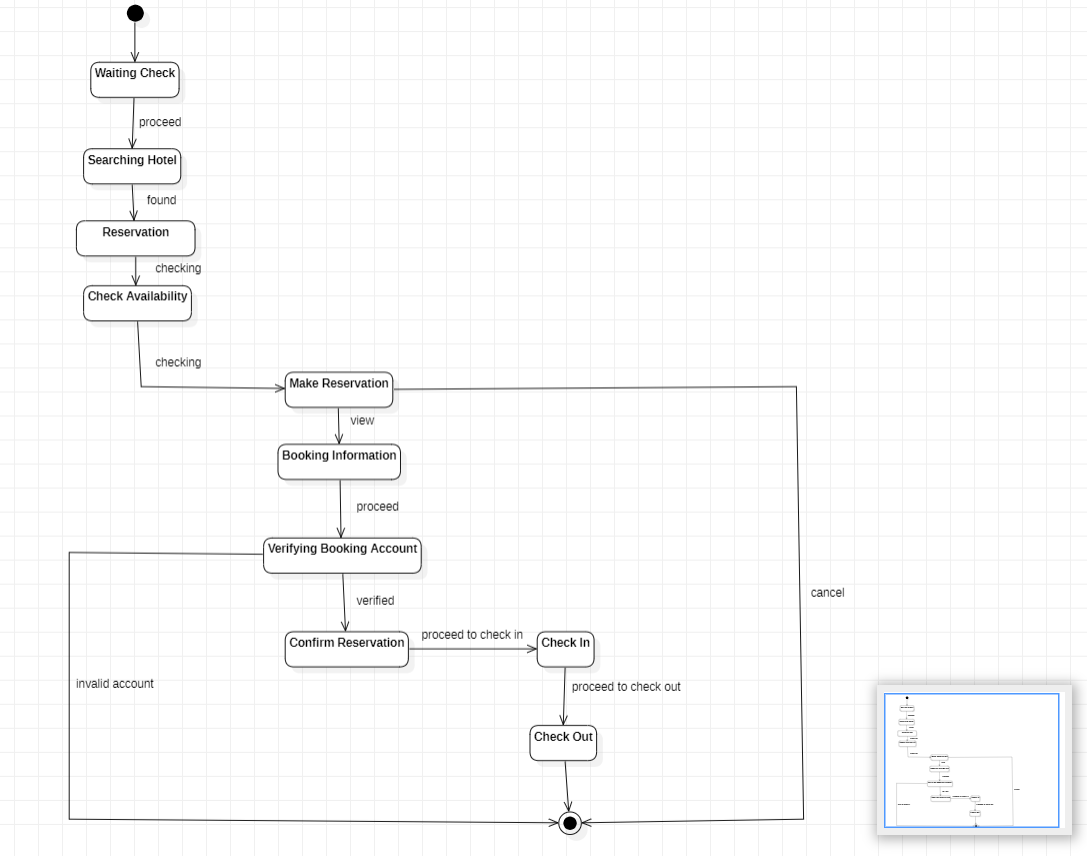 Waiting Check
proceed
Searching Hotel
found
Reservation
checking
Check Availability
checking
Make Reservation
view
Booking Information
proceed
Verifying Booking Account
cancel
verified
Confirm Reservation
proceed to check in
Check In
invalid account
proceed to check out
Check Out